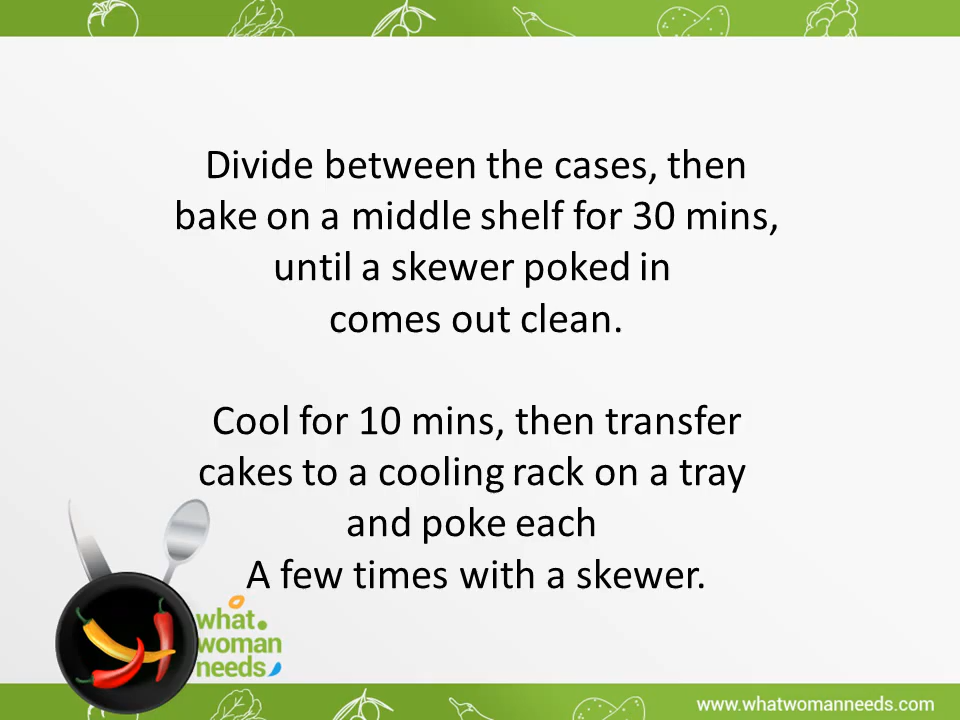 Divide between the cases, then
bake on a middle shelf for 30 mins,
until a skewer poked in
comes out clean.
Cool for 10 mins, then transfer
cakes to a cooling rack on a tray
and poke each
A few times with a skewer.
what
woman
needs
www.whatwomanneeds.com